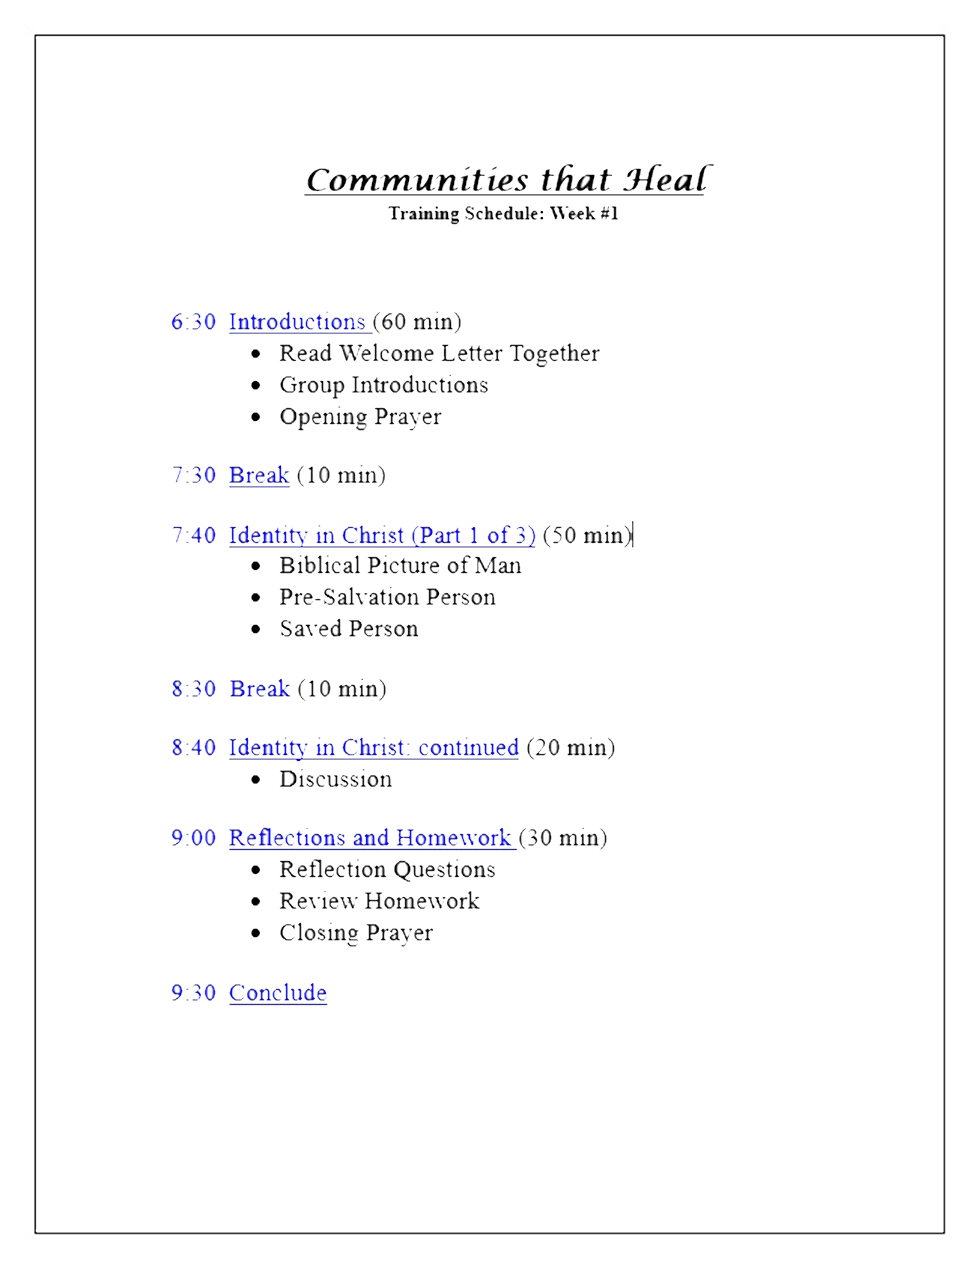 Communities that Heal
Training Schedule: Week #1
6:30 Introductions (60 min)
• Read Welcome Letter Together
• Group Introductions
• Opening Prayer
7:30 Break (10 min)
7:40 Identity in Christ (Part 1 of 3) (50 min)
• Biblical Picture of Man
• Pre-Salvation Person
• Saved Person
8:30 Break (10 min)
8:40 Identity in Christ: continued (20 min)
• Discussion
9:00 Reflections and Homework (30 min)
• Reflection Questions
• Review Homework
• Closing Prayer
9:30 Conclude